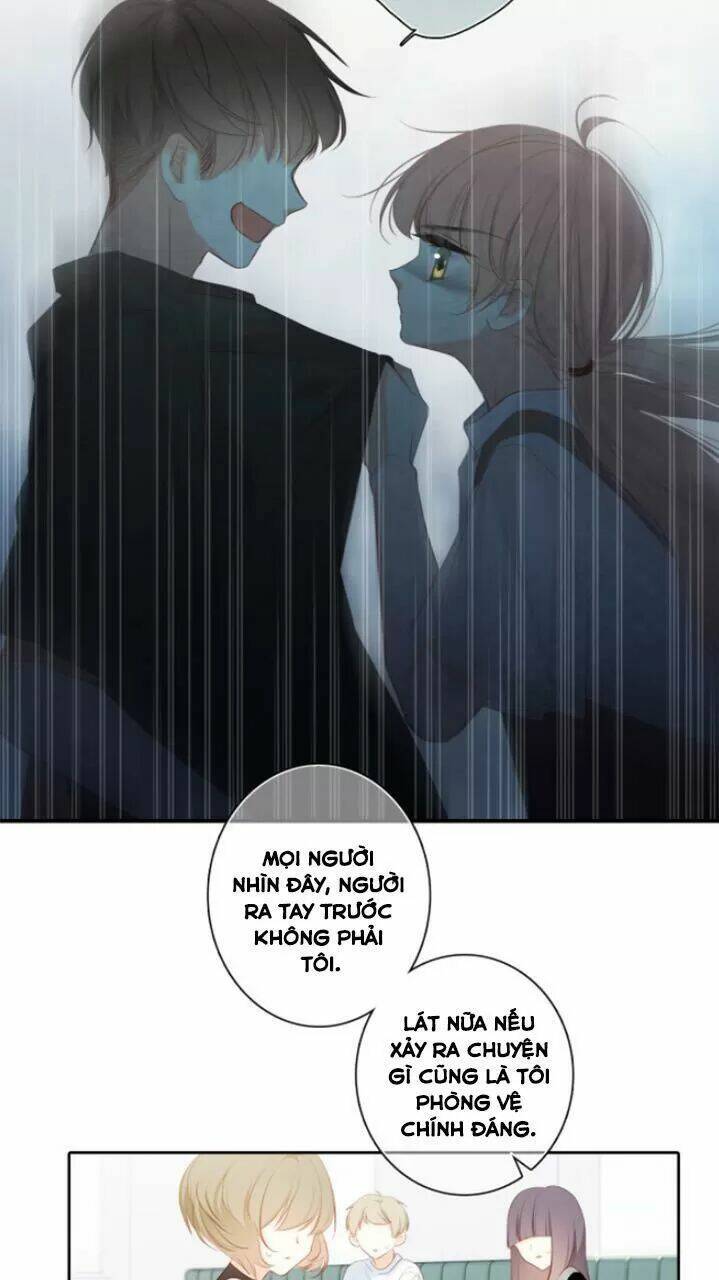 MỌI NGƯỜI
NHÌN ĐÂY, NGƯỜI
RA TAY TRƯỚC
KHÔNG PHẢI
TÔI.
LÁT NỮA NẾU
XẢY RA CHUYỆN
GÌ CŨNG LÀ TÔI
PHÒNG VỆ
CHÍNH ĐÁNG.